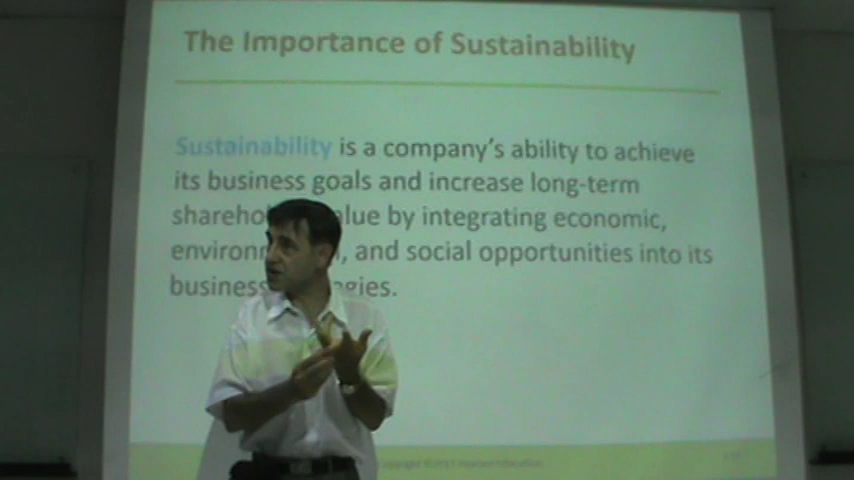 The Importance of Sustainability
Sustainability is a company's ability to achieve
its business goals and increase long-term
value by integrating economic,
and social opportunities into its
business